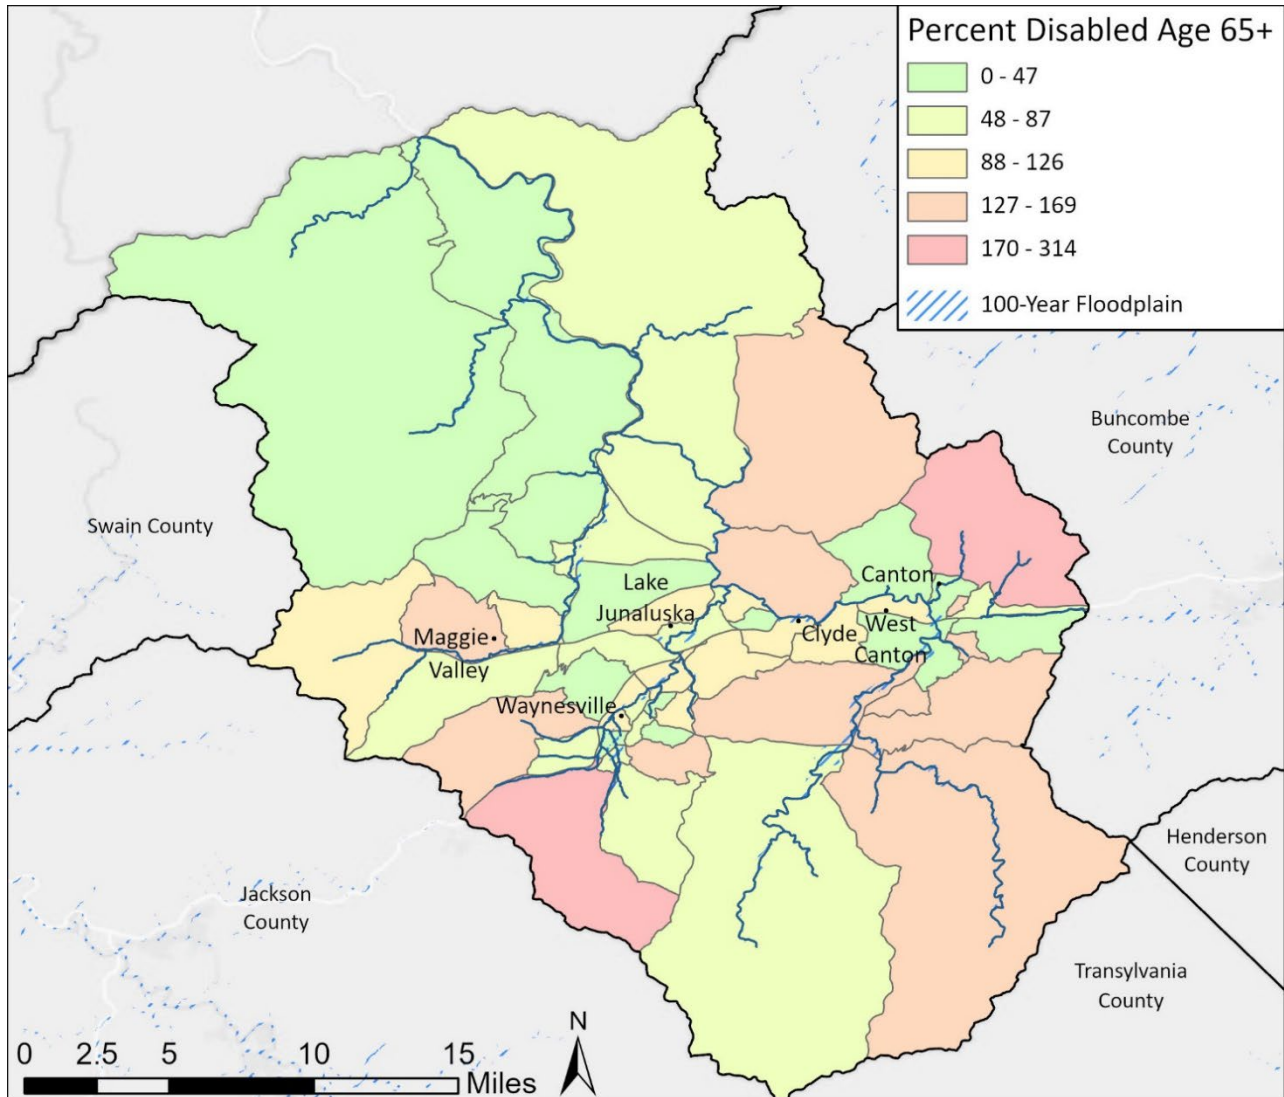 Percent Disabled Age 65+
0 - 47
48 - 87
88 - 126
127 - 169
170 - 314
100-Year Floodplain
Buncombe
County
Swain County
Canton
Lake
Junaluska
West
Canton
Clyde
Maggie
Valley
Waynesville
Henderson
County
Jackson
County
Transylvania
County
N
0 2.5 5 10 15
Miles